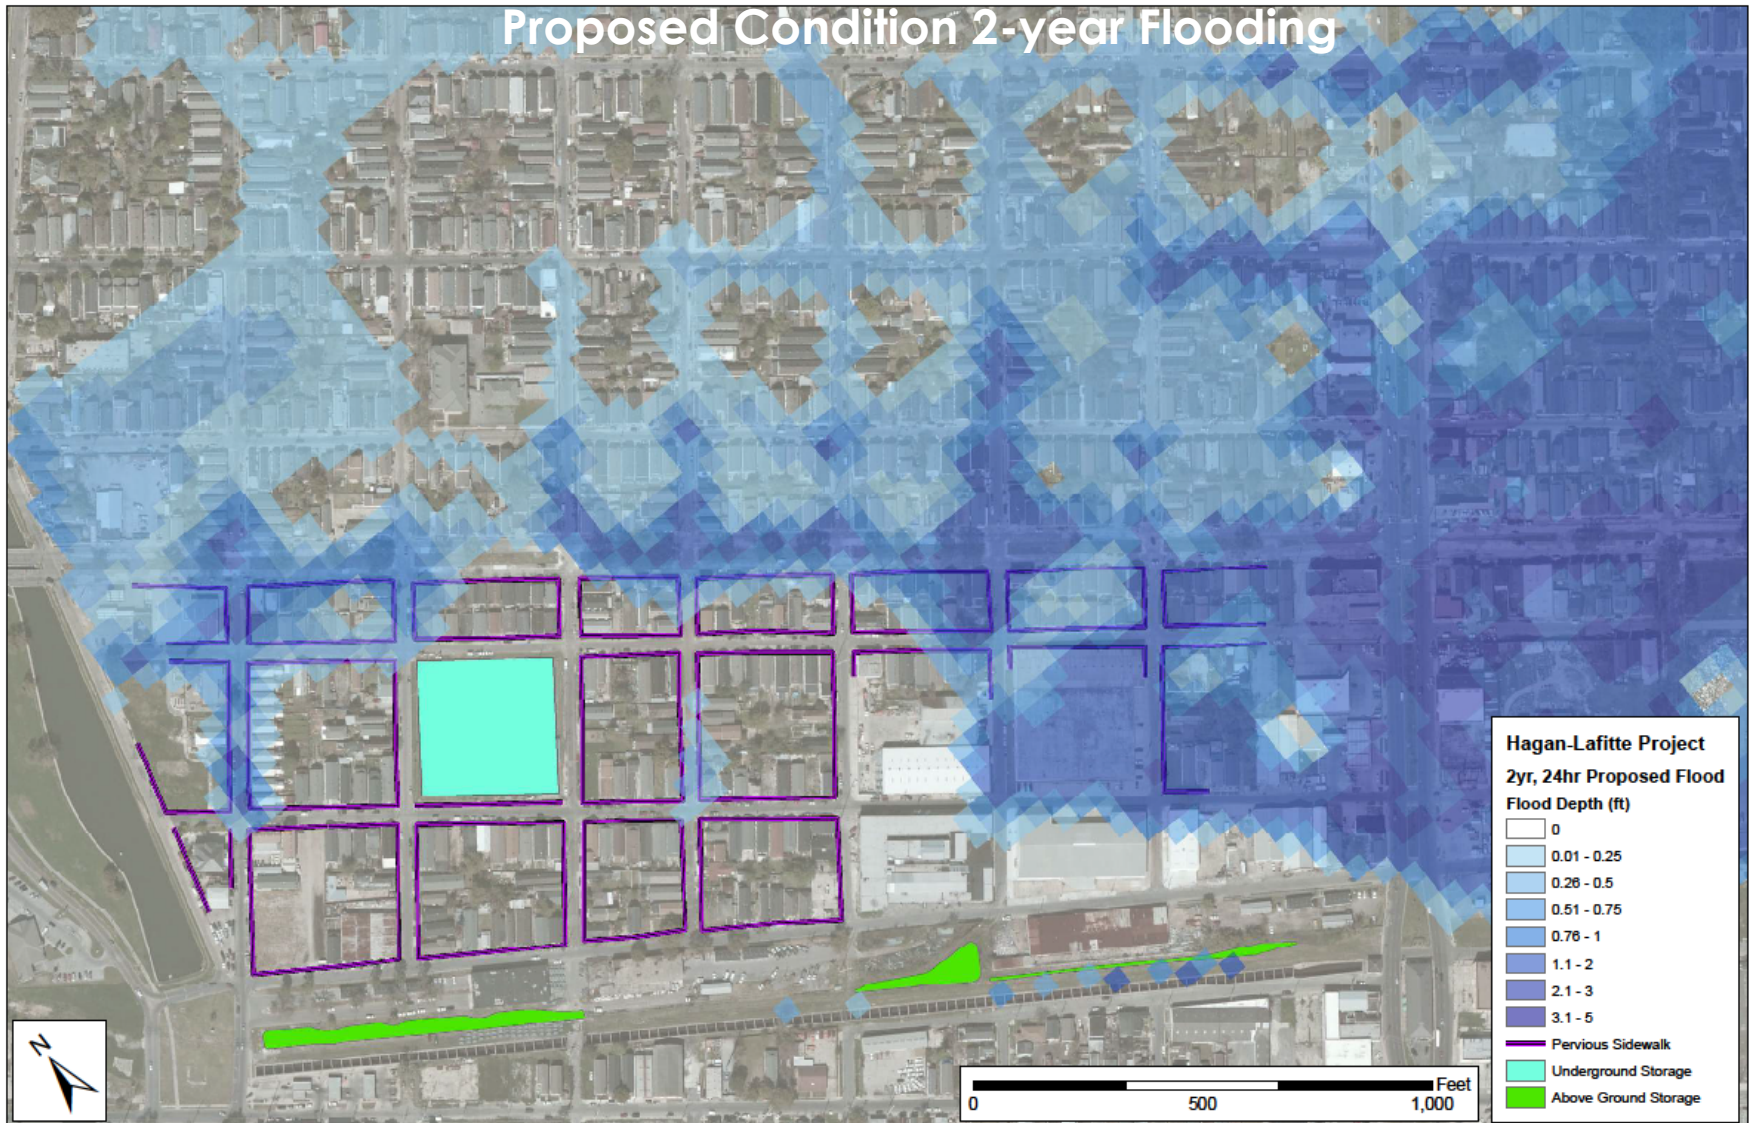 Proposed Condition 2-year Flooding
Hagan-Lafitte Project
2yr, 24hr Proposed Flood
Flood Depth (ft)
0
0.01 - 0.25
0.26 - 0.5
0.51 - 0.75
0.76 - 1
1.1 - 2
2.1 - 3
3.1 - 5
Pervious Sidewalk
Underground Storage
Above Ground Storage
N
Feet
0 500 1,000